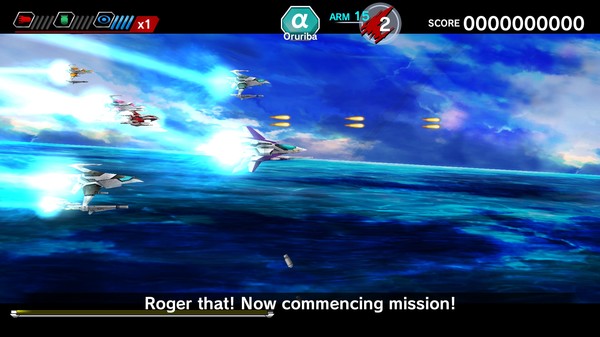 x1
α
Oruriba
ARM 15
2
SCORE 0000000000
Roger that! Now commencing mission!